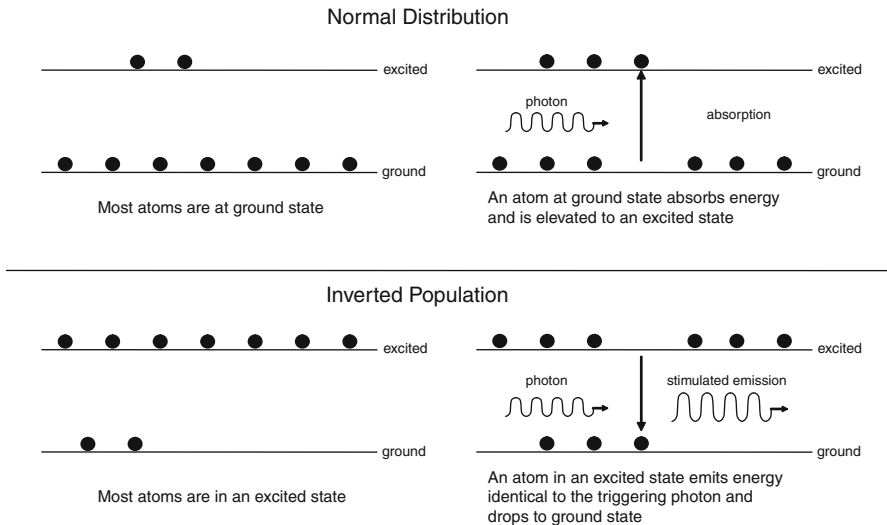 Normal Distribution
excited
ground
Most atoms are at ground state
excited
photon
absorption
ground
An atom at ground state absorbs energy
and is elevated to an excited state
Inverted Population
excited
ground
Most atoms are in an excited state
excited
photon
stimulated emission
ground
An atom in an excited state emits energy
identical to the triggering photon and
drops to ground state